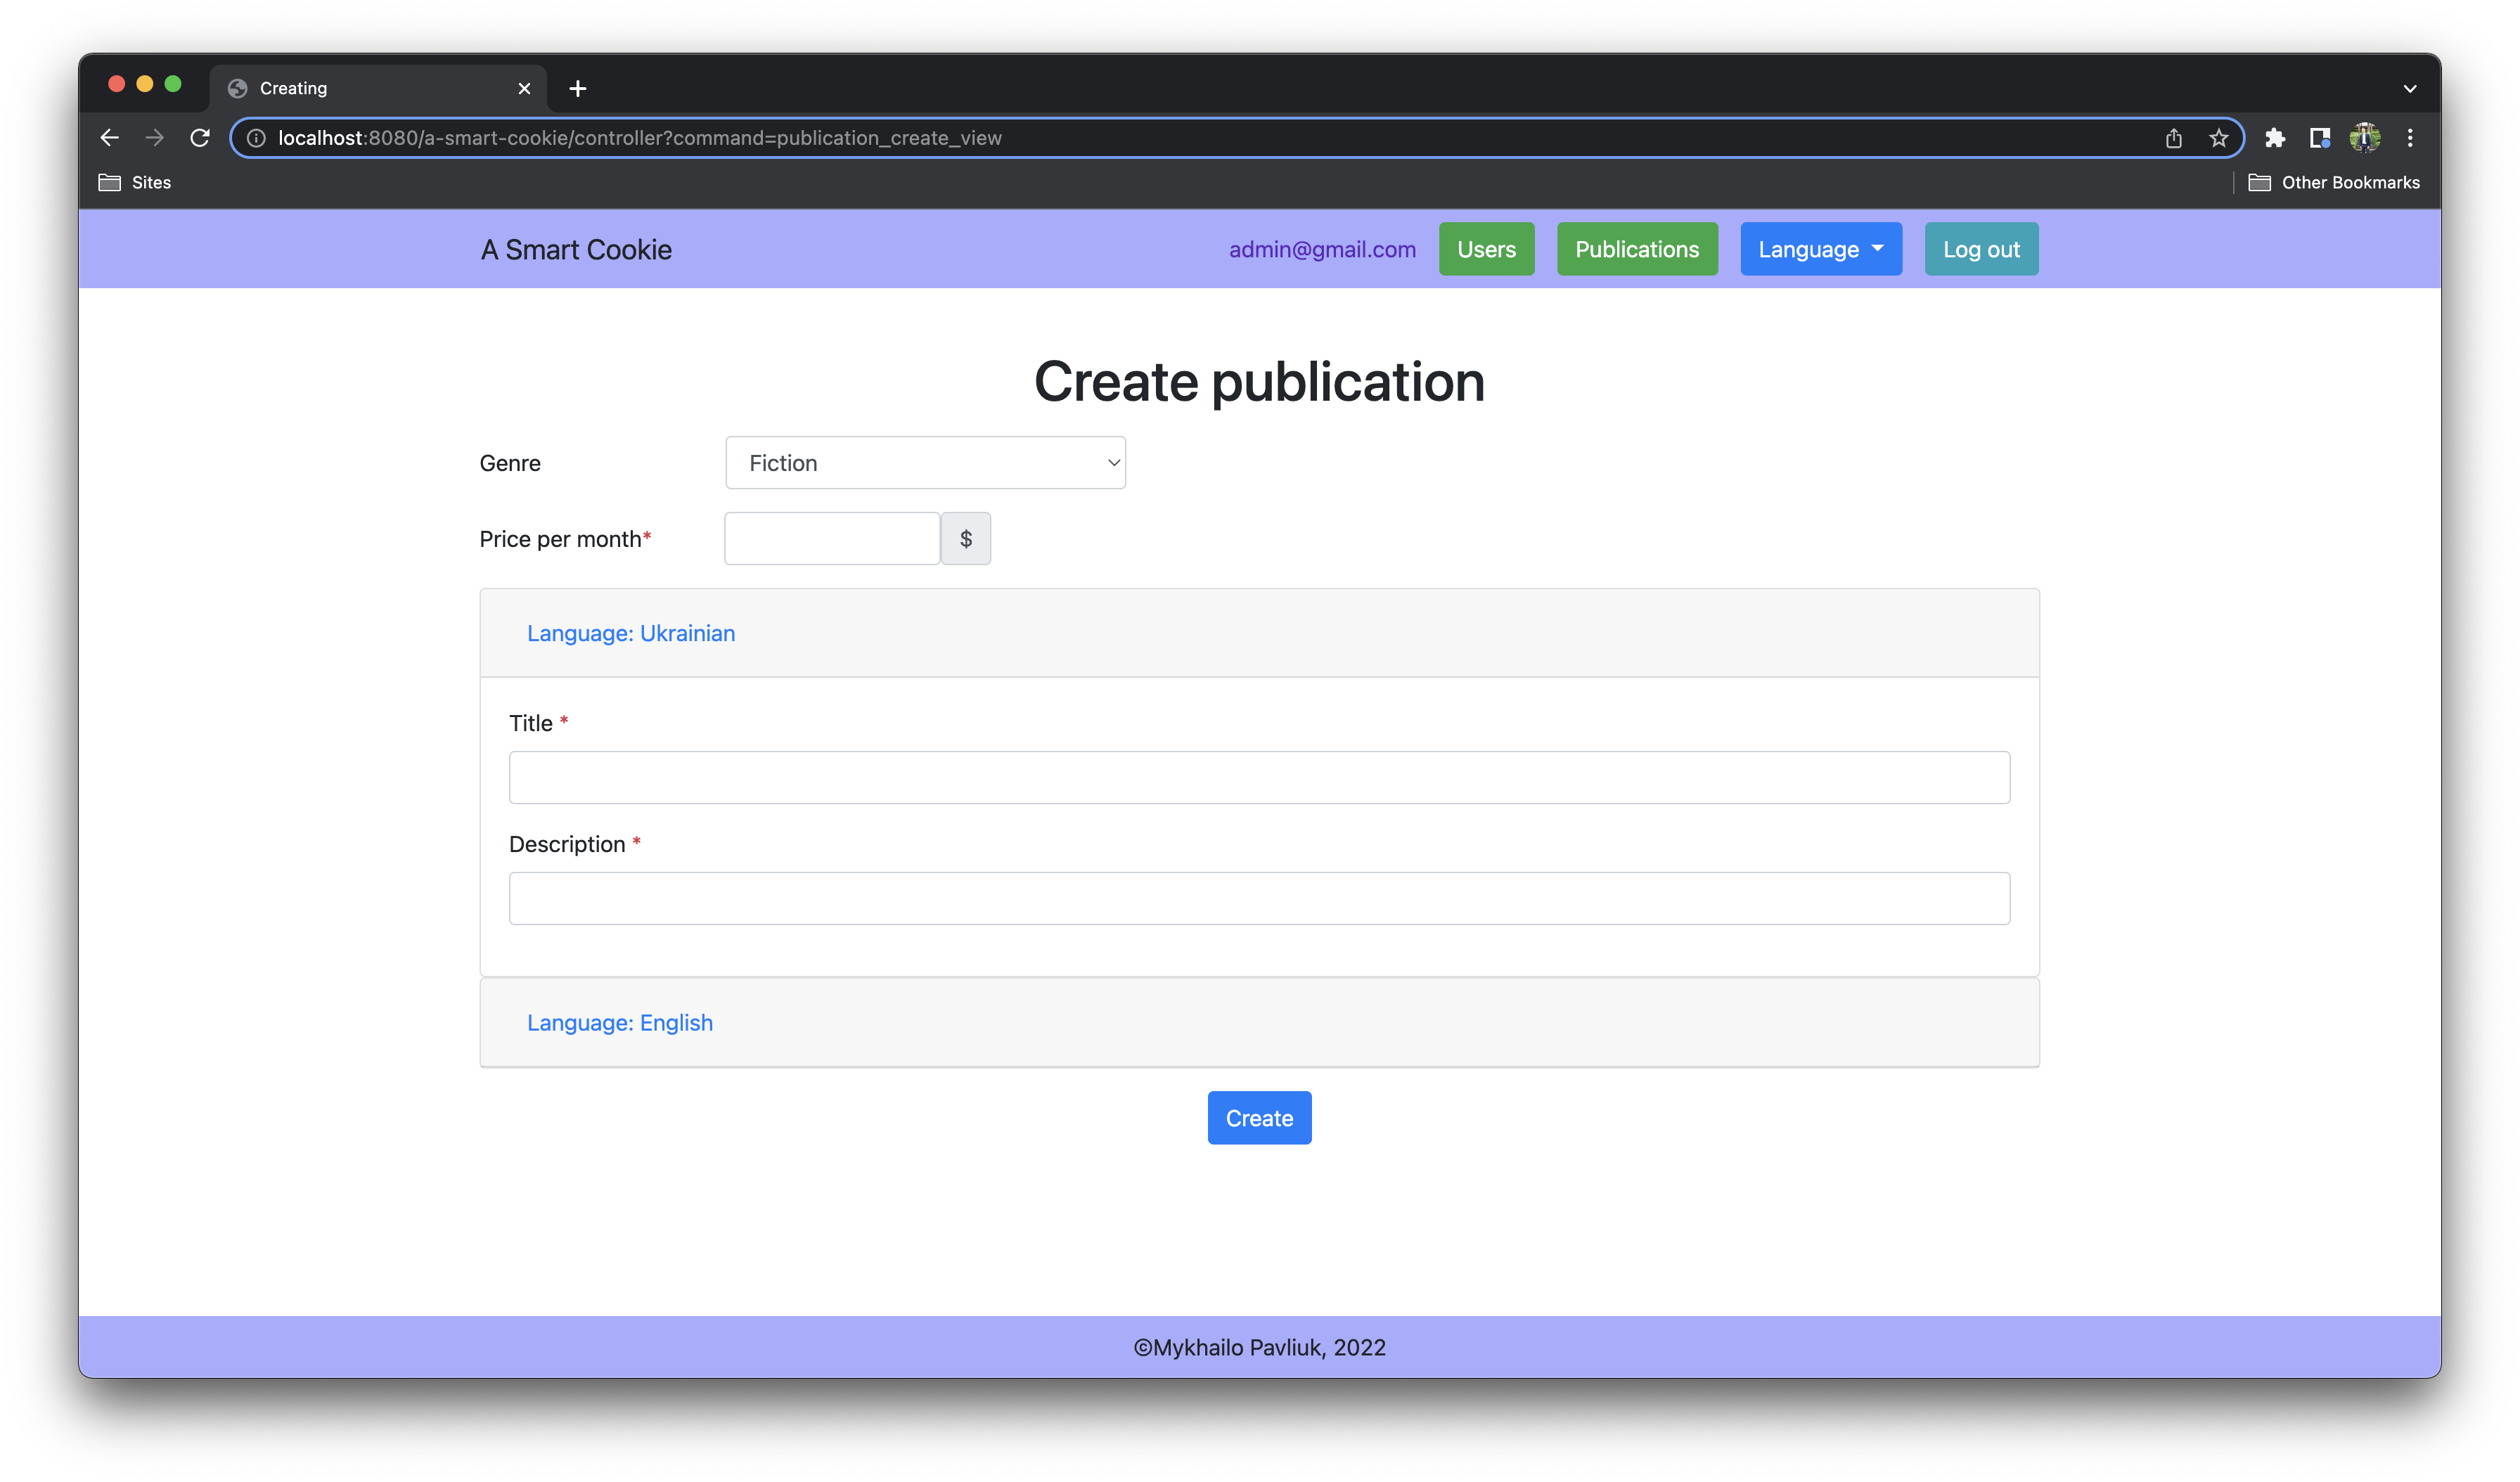 Creating
localhost:8080/a-smart-cookie/controller?command=publication_create_view
Sites
Other Bookmarks
A Smart Cookie
admin@gmail.com
Users
Publications
Language
Log out
Create publication
Genre
Fiction
Price per month*
$
Language: Ukrainian
Title *
Description *
Language: English
Create
©Mykhailo Pavliuk, 2022